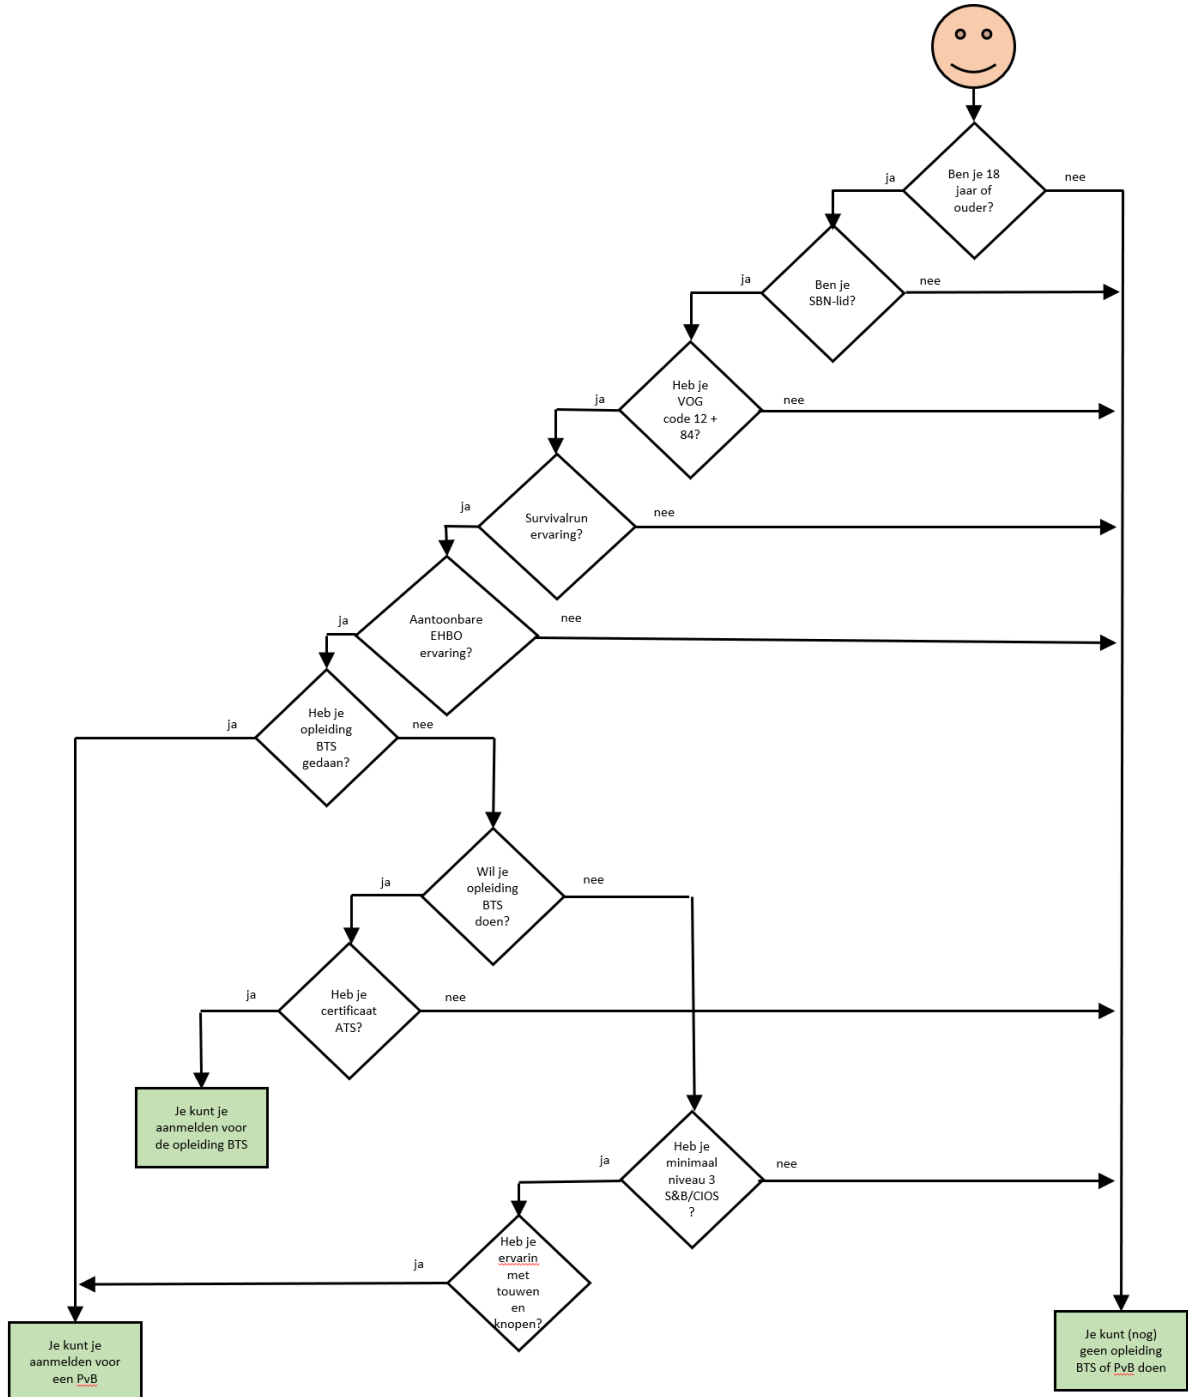 Ben je 18
jaar of
ouder?
ja
nee
Ben je
SBN-lid?
ja
nee
Heb je
VOG
code 12 +
84?
ja
nee
Survivalrun
ervaring?
ja
nee
Aantoonbare
EHBO
ervaring?
ja
nee
Heb je
opleiding
BTS
gedaan?
ja
nee
Wil je
opleiding
BTS
doen?
ja
nee
Heb je
certificaat
ATS?
ja
nee
Je kunt je
aanmelden voor
de opleiding BTS
Heb je
minimaal
niveau 3
S&B/CIOS
?
ja
nee
Heb je
ervarin
met
touwen
en
knopen?
ja
Je kunt je
aanmelden voor
een PvB
Je kunt (nog)
geen opleiding
BTS of PvB doen